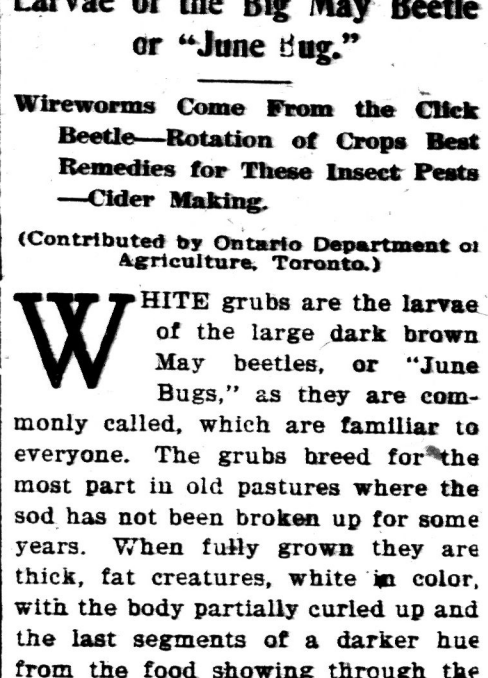 Larvae of the Big May Beetle
or "June Bug."
Wireworms Come From the Click
Beetle—Rotation of Crops Best
Remedies for These Insect Pests
—Cider Making.
(Contributed by Ontario Department of
Agriculture, Toronto.)
WHITE grubs are the larvae
of the large dark brown
May beetles, or "June
Bugs," as they are com-
monly called, which are familiar to
everyone. The grubs breed for the
most part in old pastures where the
sod has not been broken up for some
years. When fully grown they are
thick, fat creatures, white in color,
with the body partially curled up and
the last segments of a darker hue
from the food showing through the